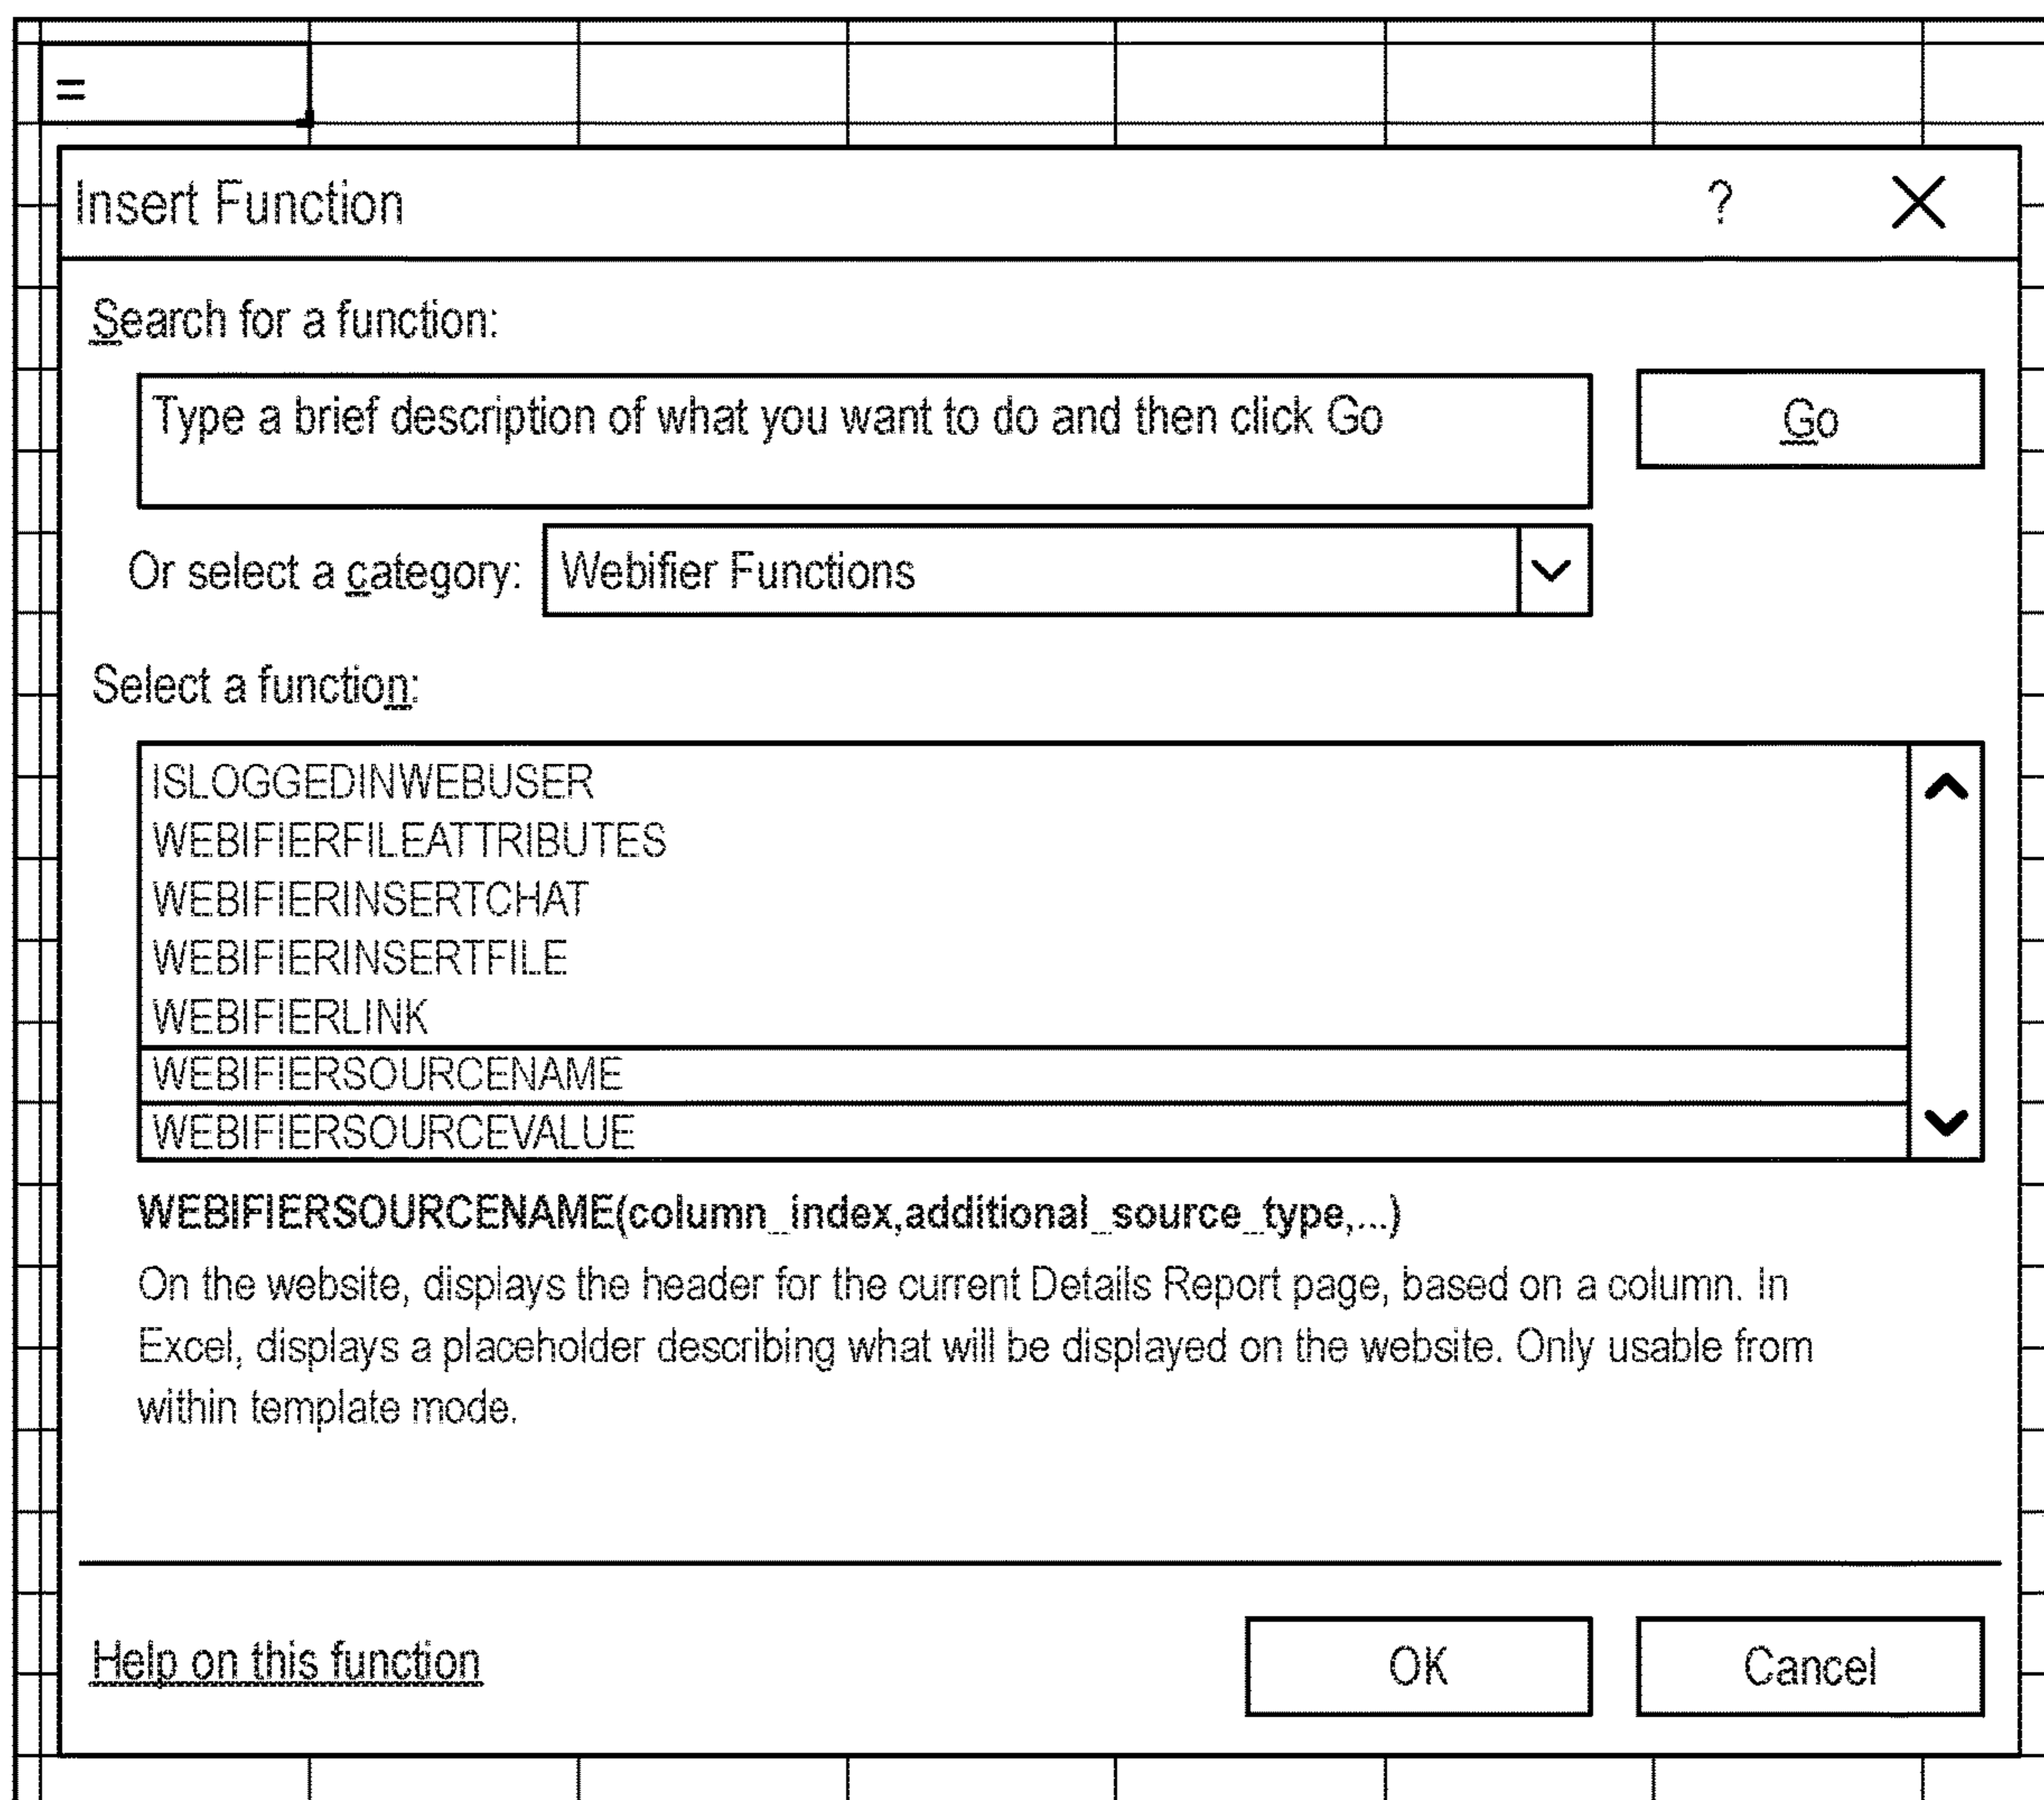 =
Insert Function ?
Search for a function:
Type a brief description of what you want to do and then click Go
Go
Or select a category: Webifier Functions
Select a function:
ISLOGGEDINWEBUSER
WEBIFIERFILEATTRIBUTES
WEBIFIERINSERTCHAT
WEBIFIERINSERTFILE
WEBIFIERLINK
WEBIFIERSOURCENAME
WEBIFIERSOURCEVALUE
WEBIFIERSOURCENAME(column_index,additional_source_type,...)
On the website, displays the header for the current Details Report page, based on a column. In
Excel, displays a placeholder describing what will be displayed on the website. Only usable from
within template mode.
Help on this function
OK
Cancel